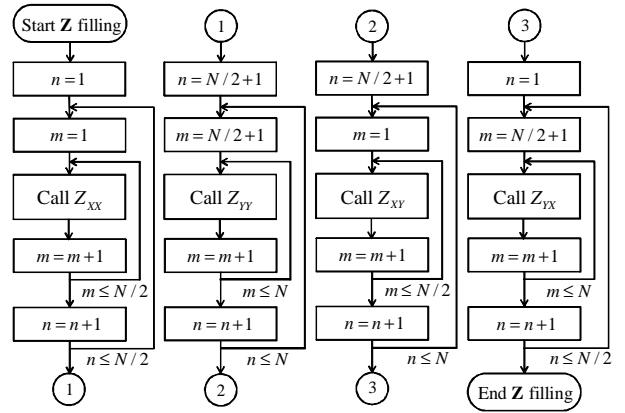 Start Z filling
n = 1
m = 1
Call Z_XX
m = m + 1
m ≤ N / 2
n = n + 1
n ≤ N / 2
1
1
n = N / 2 + 1
m = N / 2 + 1
Call Z_YY
m = m + 1
m ≤ N
n = n + 1
n ≤ N
2
2
n = N / 2 + 1
m = 1
Call Z_XY
m = m + 1
m ≤ N / 2
n = n + 1
n ≤ N
3
3
n = 1
m = N / 2 + 1
Call Z_YX
m = m + 1
m ≤ N
n = n + 1
n ≤ N / 2
End Z filling